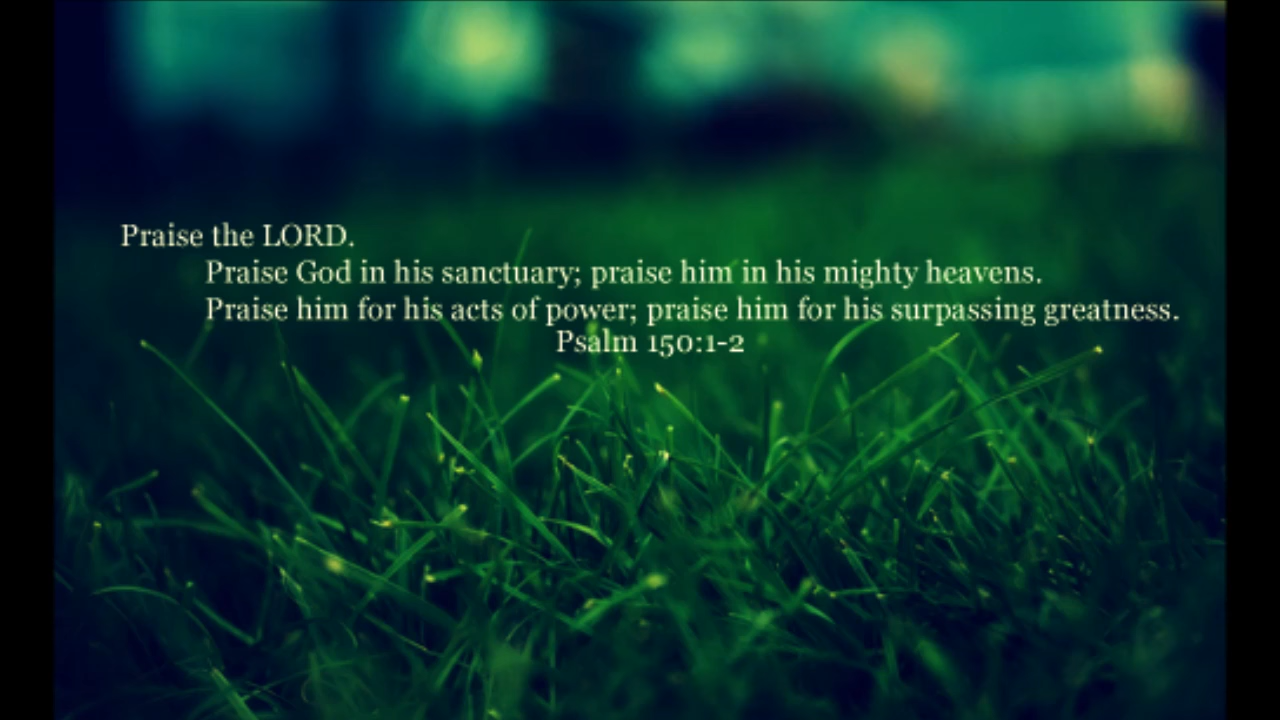 Praise the LORD.
Praise God in his sanctuary; praise him in his mighty heavens.
Praise him for his acts of power; praise him for his surpassing greatness.
Psalm 150:1-2